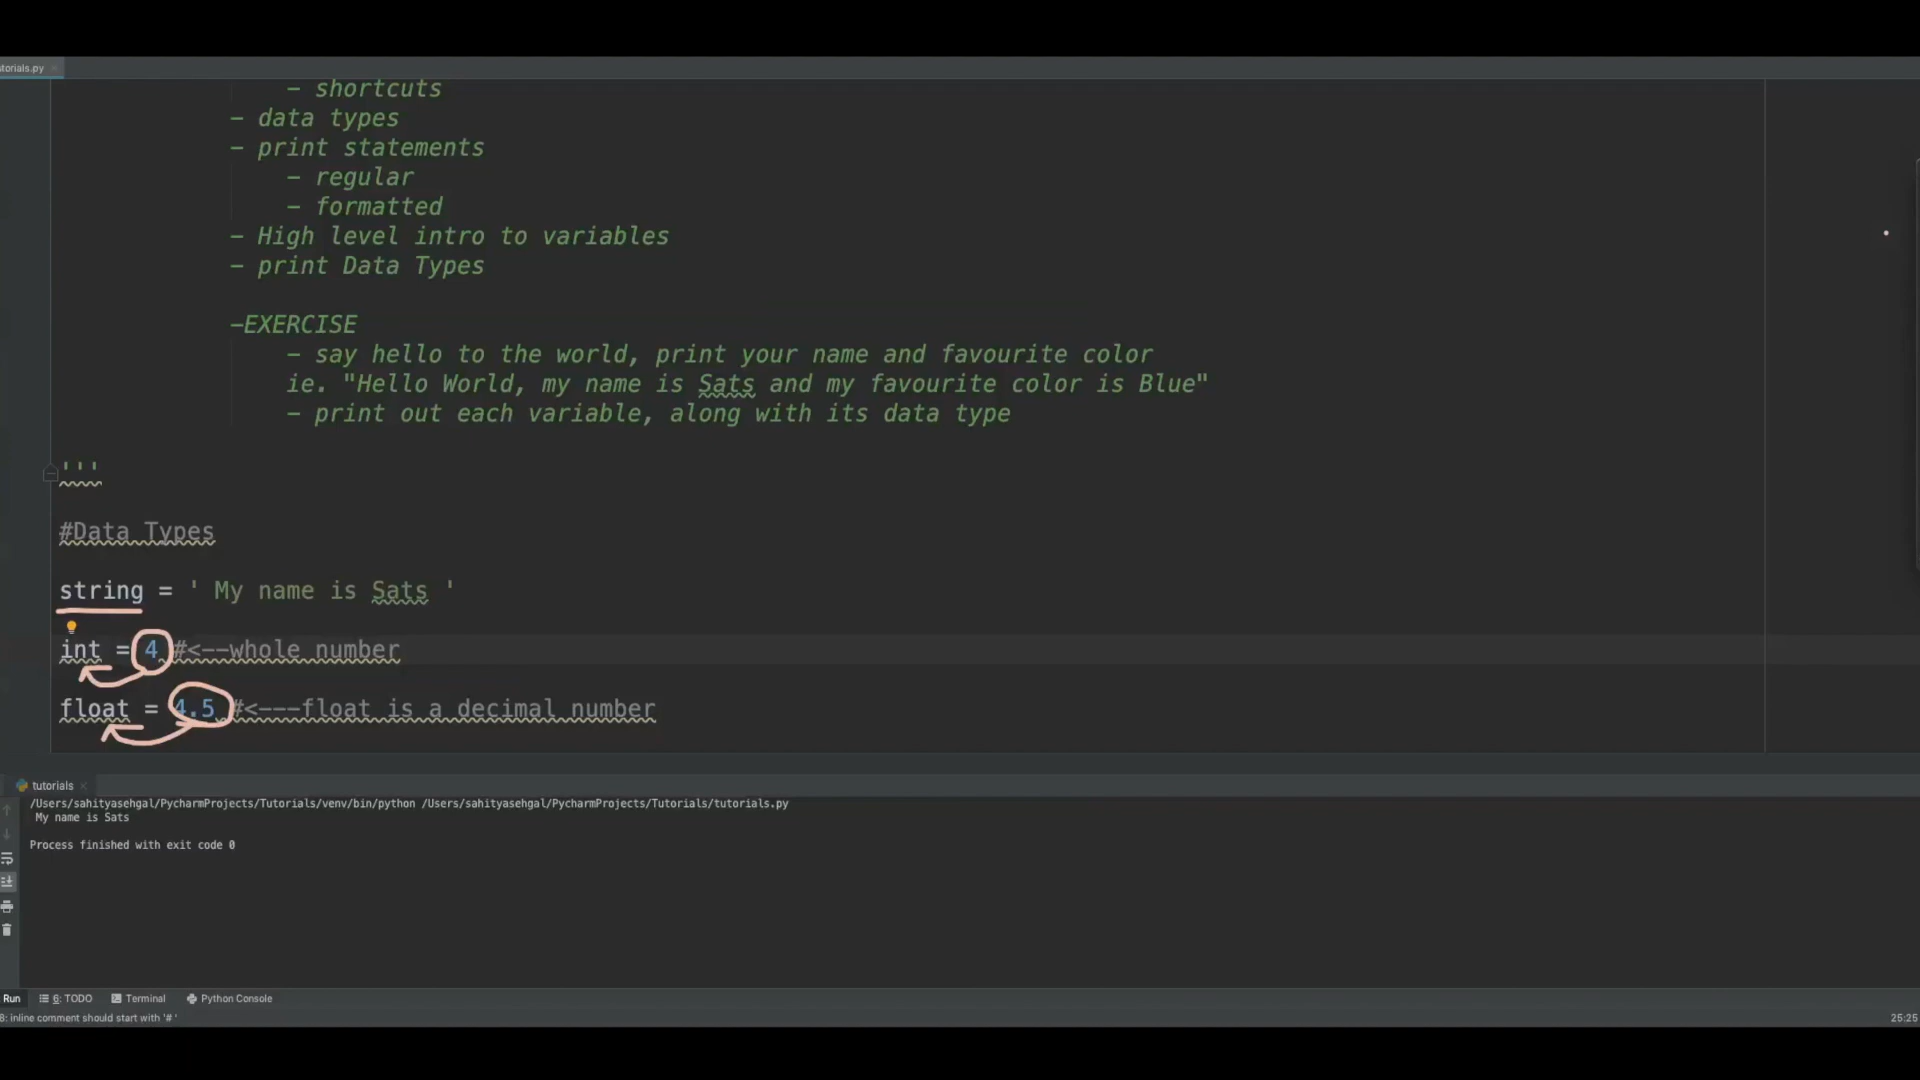 torials.py
- shortcuts
- data types
- print statements
- regular
- formatted
- High level intro to variables
- print Data Types
-EXERCISE
- say hello to the world, print your name and favourite color
ie. "Hello World, my name is Sats and my favourite color is Blue"
- print out each variable, along with its data type
'''
#Data Types
string = ' My name is Sats '
int = 4 #<--whole number
float = 4.5 #<---float is a decimal number
tutorials
/Users/sahityasehgal/PycharmProjects/Tutorials/venv/bin/python /Users/sahityasehgal/PycharmProjects/Tutorials/tutorials.py
My name is Sats
Process finished with exit code 0
Run 6: TODO Terminal Python Console
8: inline comment should start with '# ' 25:25